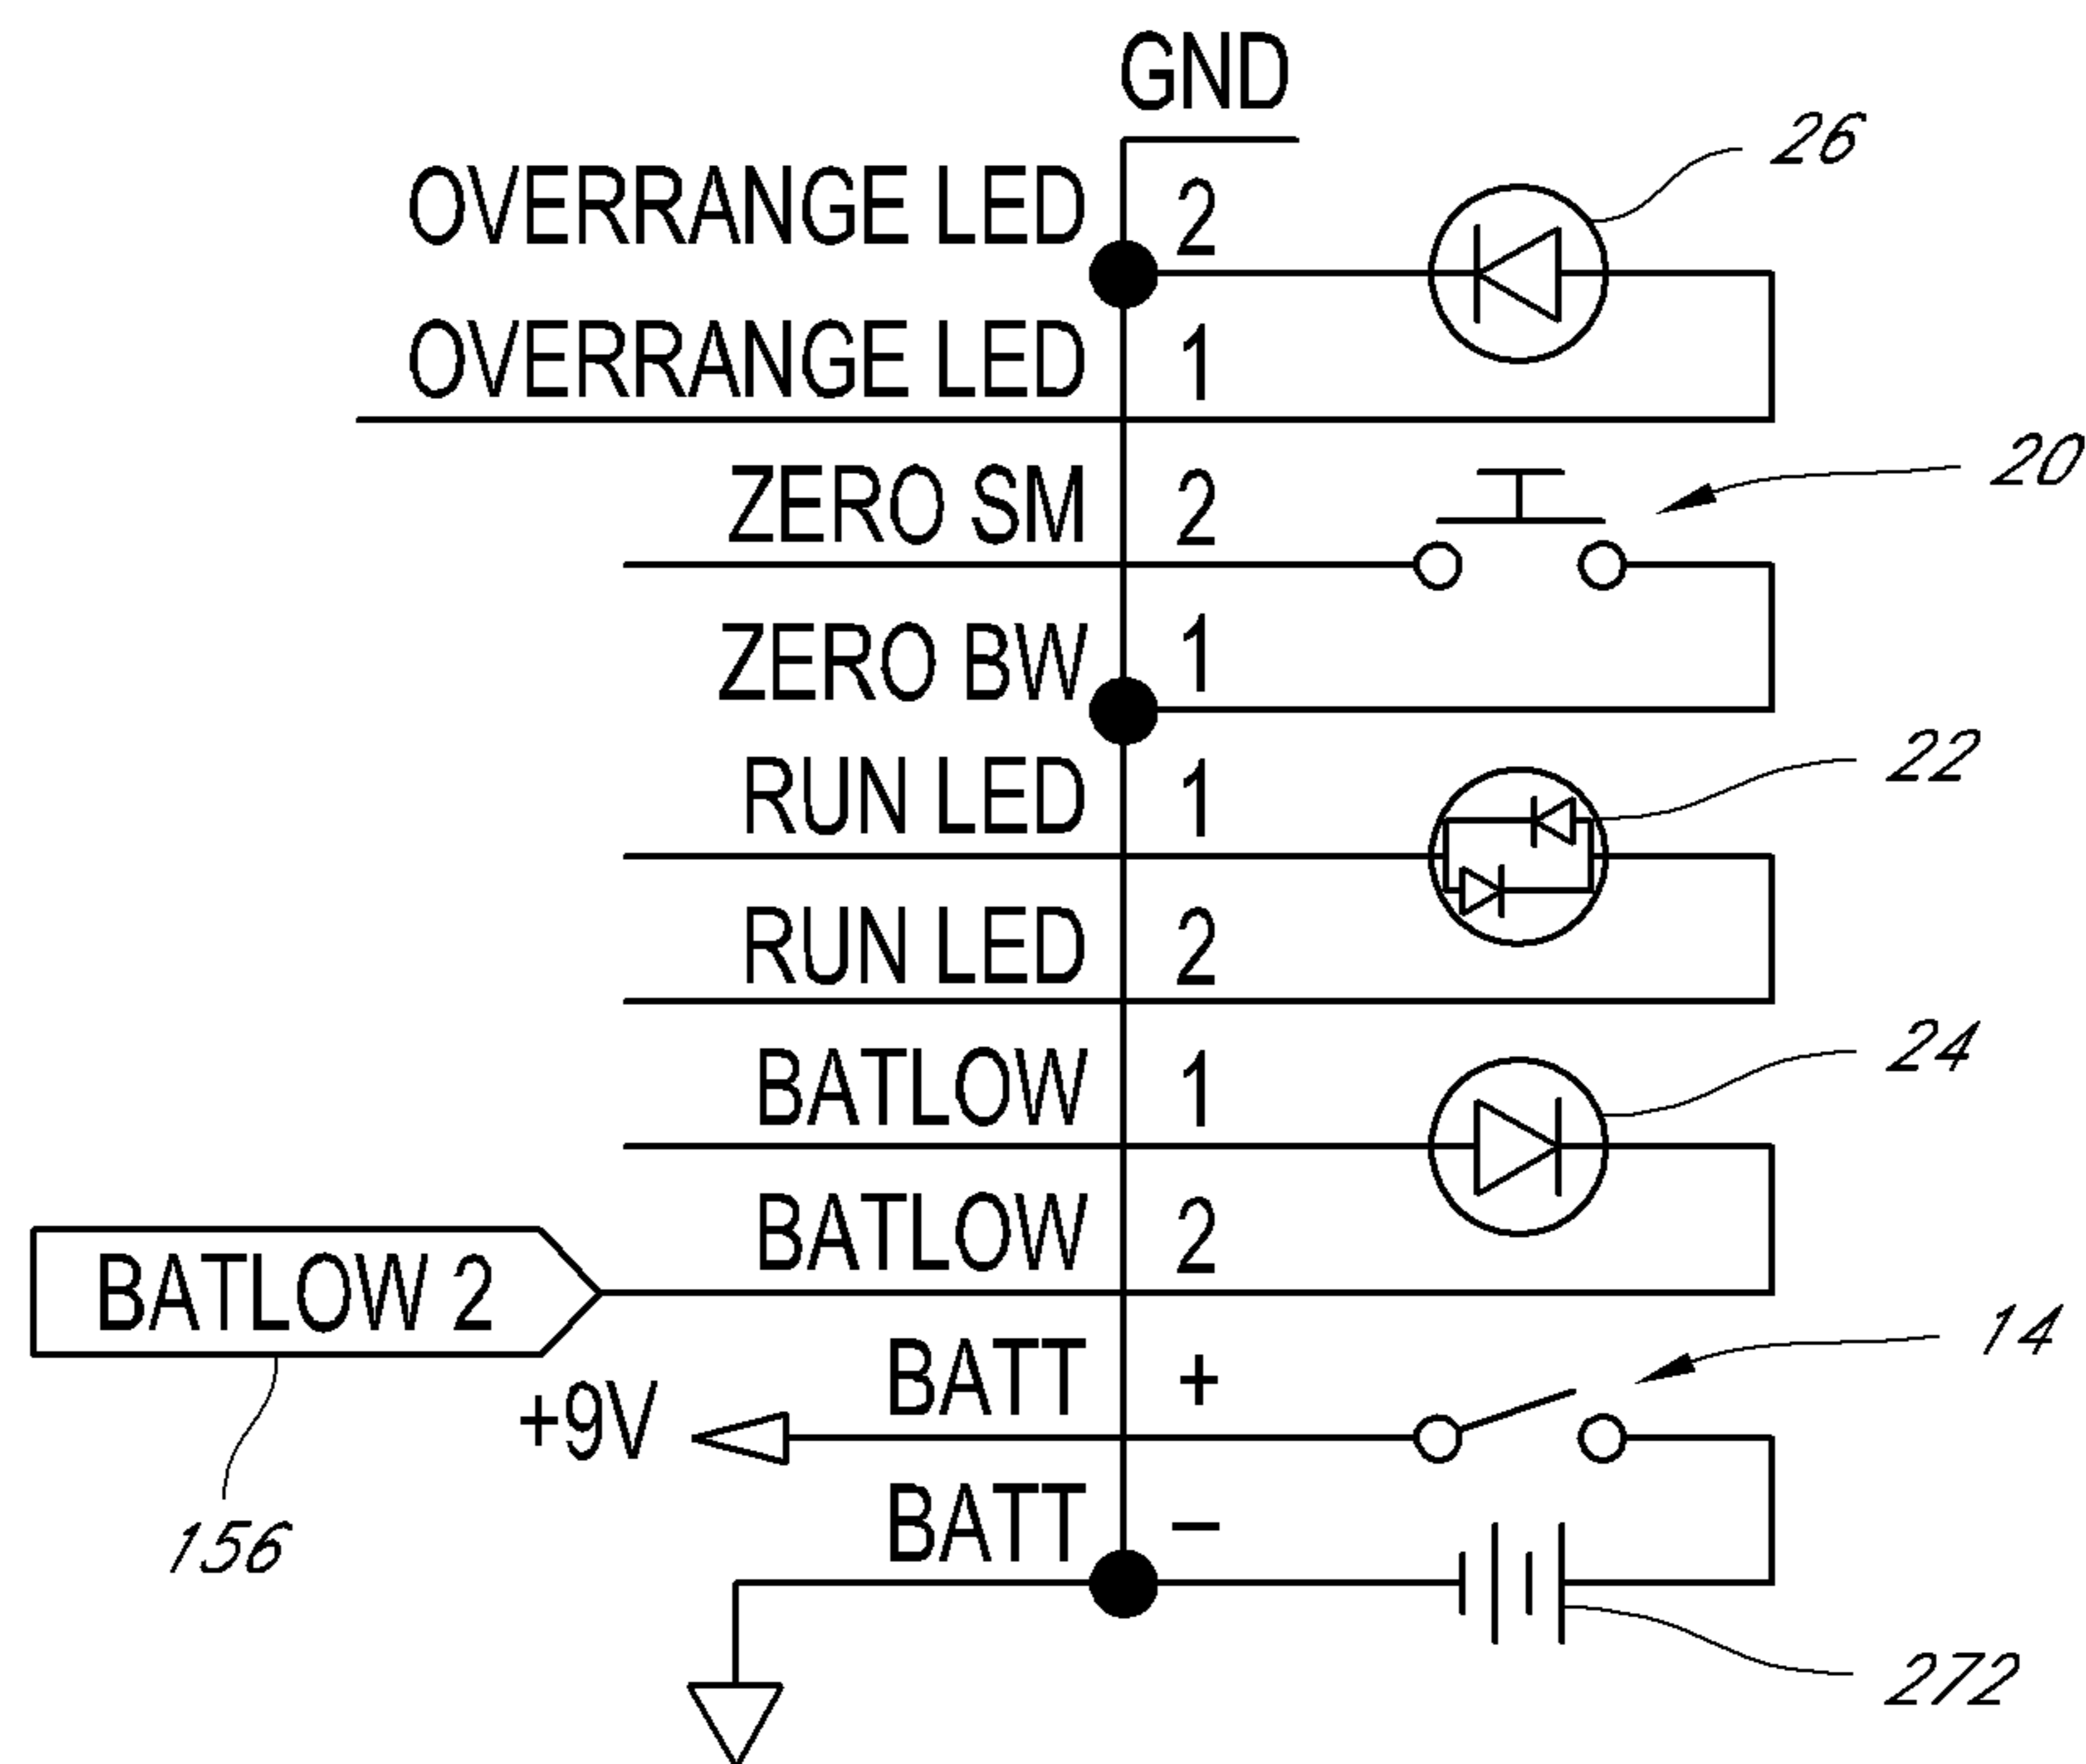 GND
26
OVERRANGE LED 2
OVERRANGE LED 1
20
ZERO SM 2
ZERO BW 1
22
RUN LED 1
RUN LED 2
24
BATLOW 1
BATLOW 2
BATLOW 2
14
BATT +
+9V
BATT −
156
272